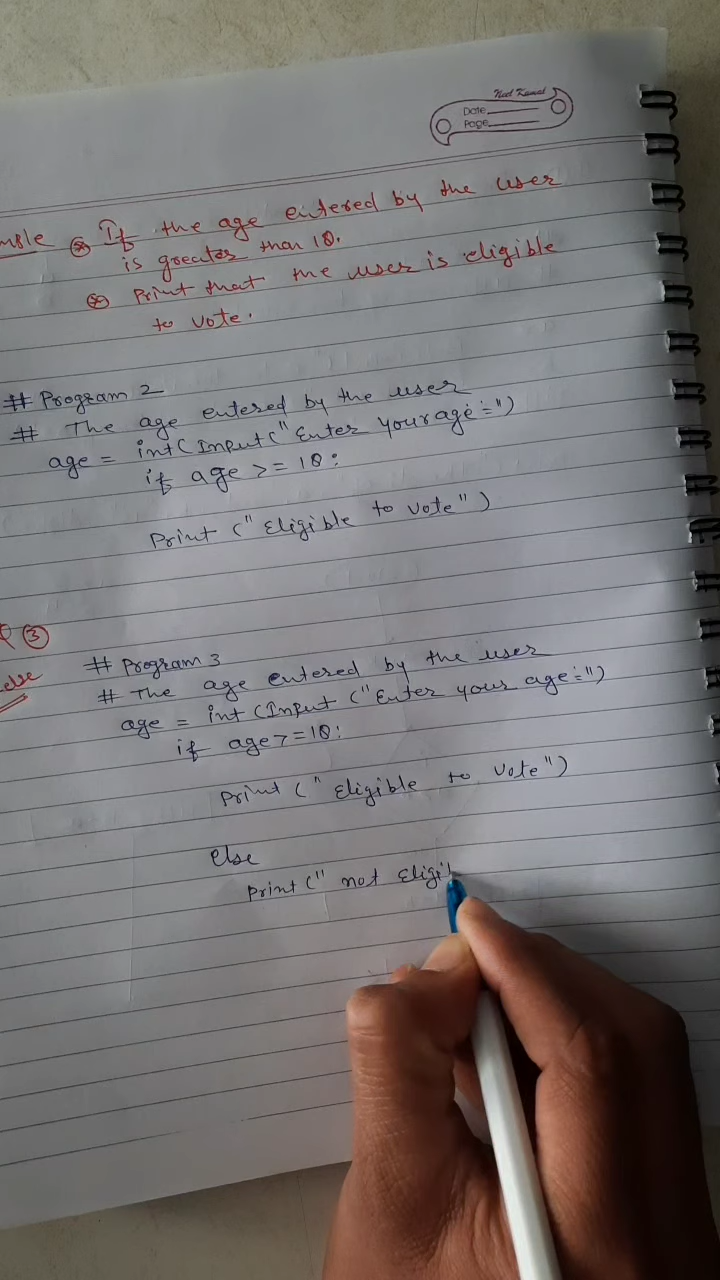 Neel Kamal
Date
Page
mple ⊛ If the age entered by the user
is greater than 18.
⊛ Print that the user is eligible
to vote.
# Program 2
# The age entered by the user
age = int(Input("Enter your age:=")
if age >= 18:
Print ("Eligible to vote")
3
else
# Program 3
# The age entered by the user
age = int (Input ("Enter your age:=")
if age >= 18:
Print ("Eligible to vote")
Else
Print (" not Eligib